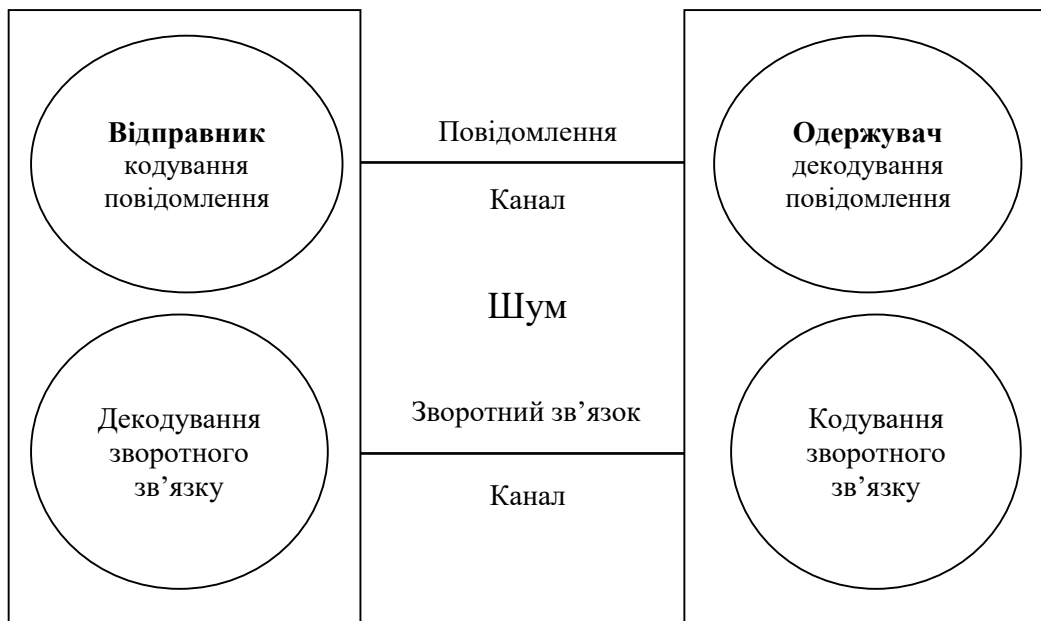 Відправник
кодування
повідомлення
Повідомлення
Канал
Одержувач
декодування
повідомлення
Шум
Декодування
зворотного
зв’язку
Зворотний зв’язок
Канал
Кодування
зворотного
зв’язку